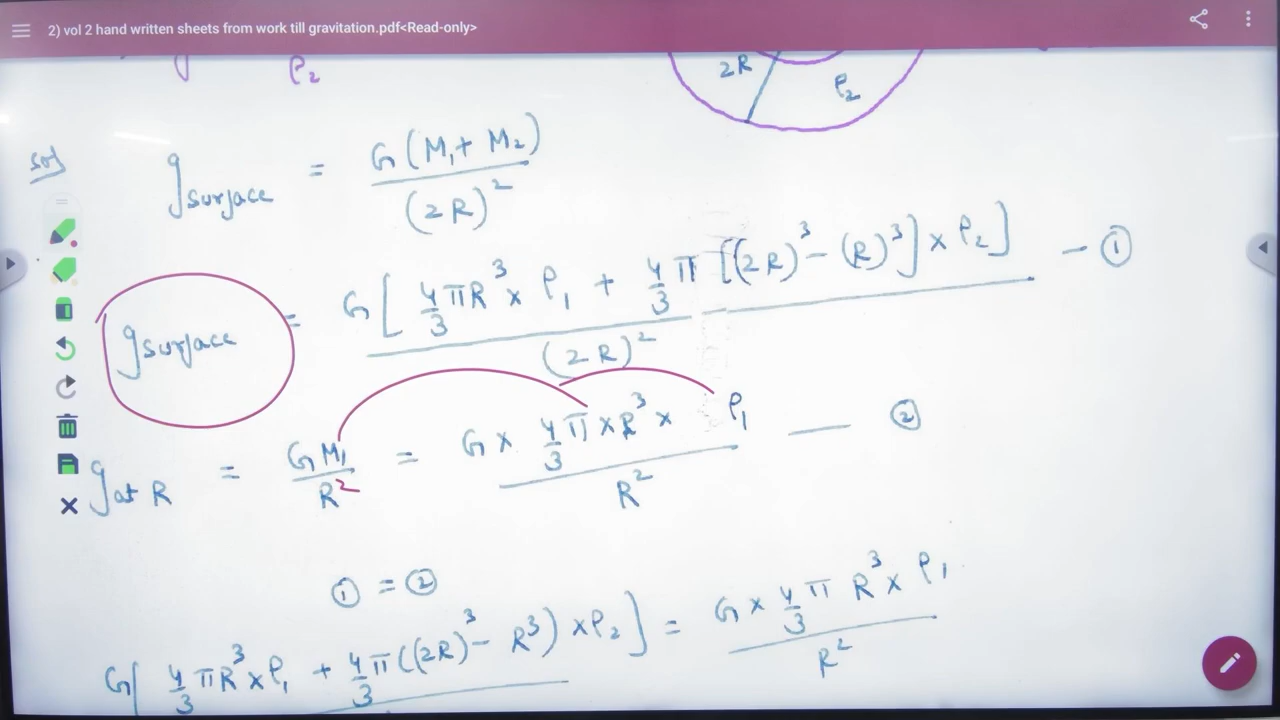 2) vol 2 hand written sheets from work till gravitation.pdf<Read-only>
ρ₂
2R
ρ₂
Sol
g surface = G(M₁ + M₂) / (2R)²
g surface = G[4/3 πR³ × ρ₁ + 4/3 π [(2R)³ - (R)³] × ρ₂] / (2R)² - ①
g at R = GM₁ / R² = G × 4/3 π × R³ × ρ₁ / R² — ②
① = ②
G[4/3 πR³ × ρ₁ + 4/3 π((2R)³ - R³) × ρ₂] = G × 4/3 π R³ × ρ₁ / R²